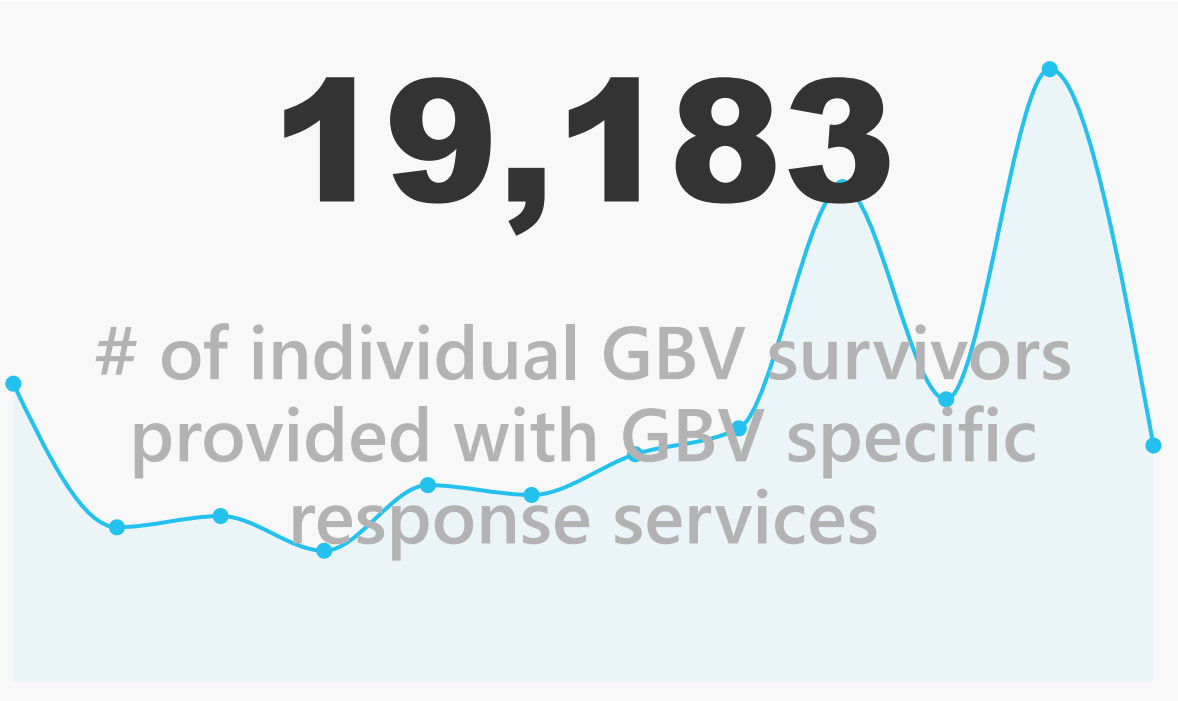 19,183
# of individual GBV survivors
provided with GBV specific
response services